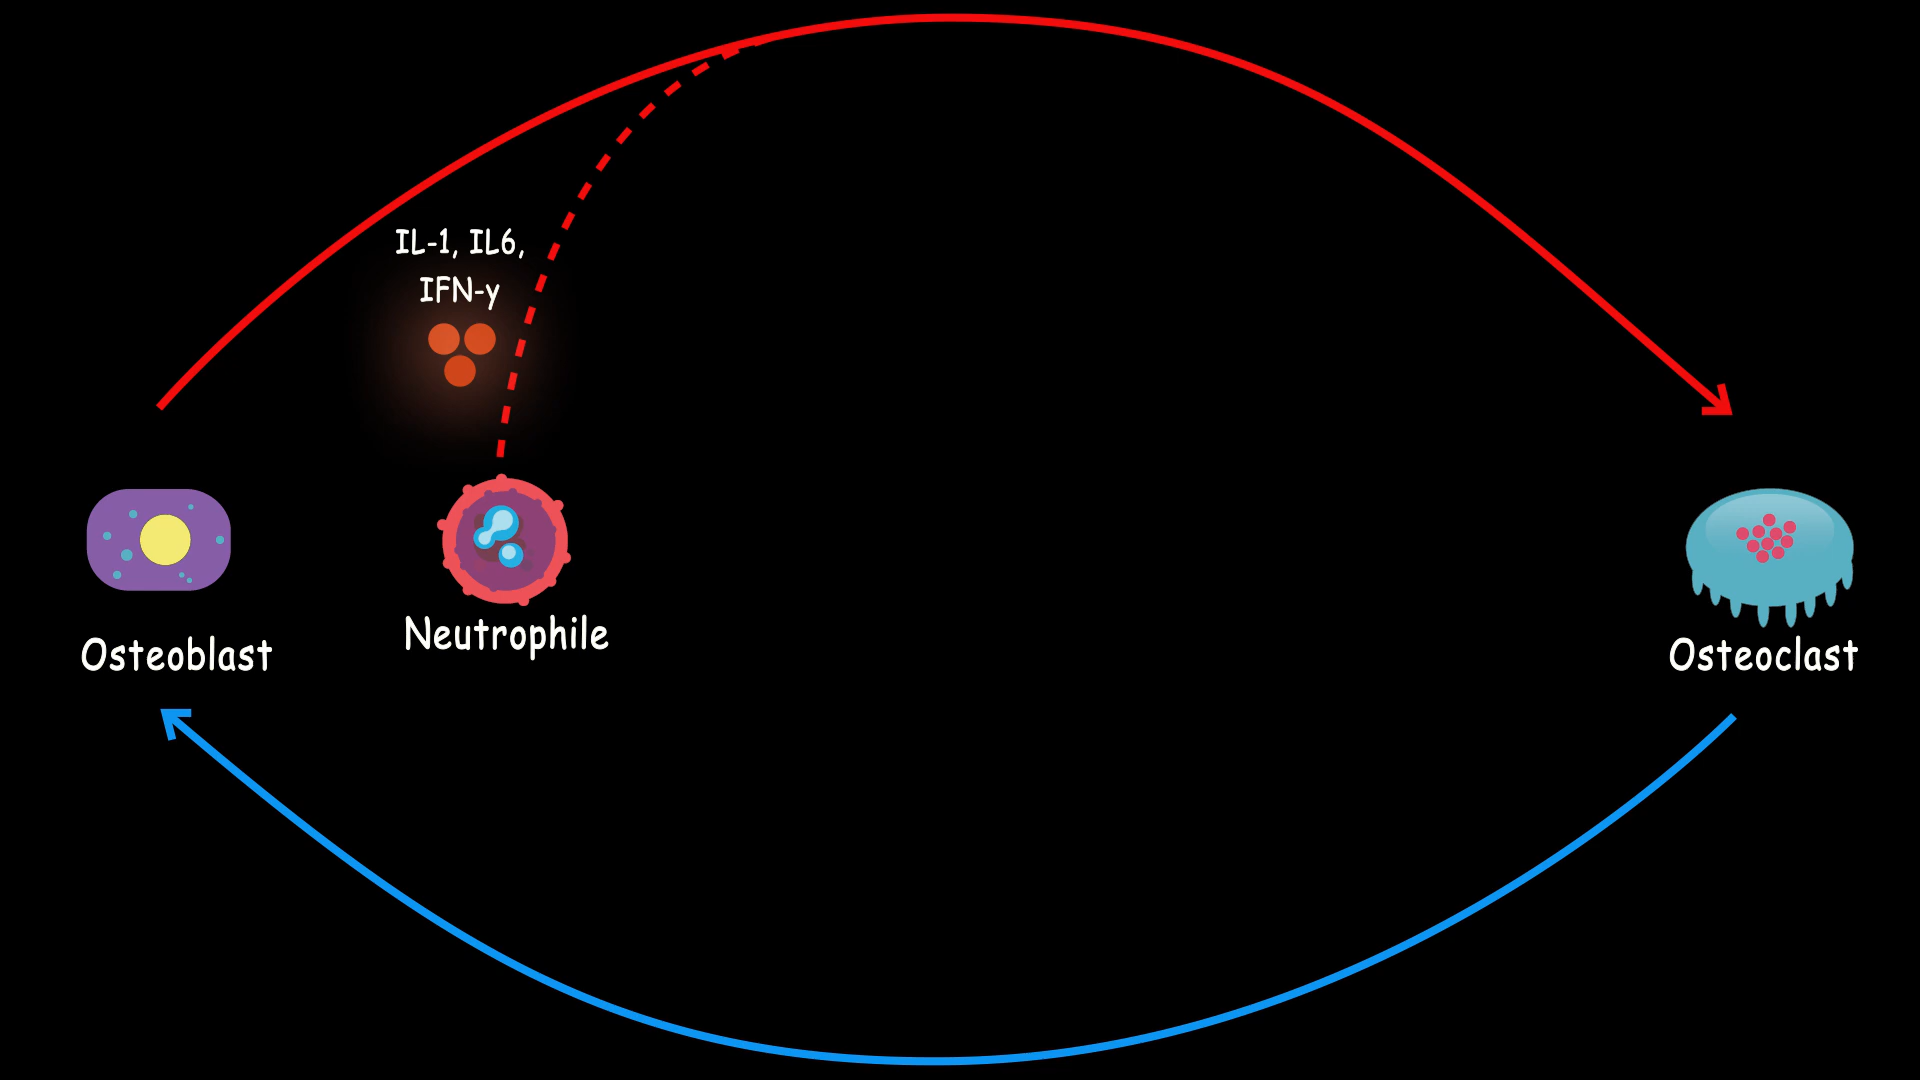 IL-1, IL6,
IFN-y
Neutrophile
Osteoblast
Osteoclast